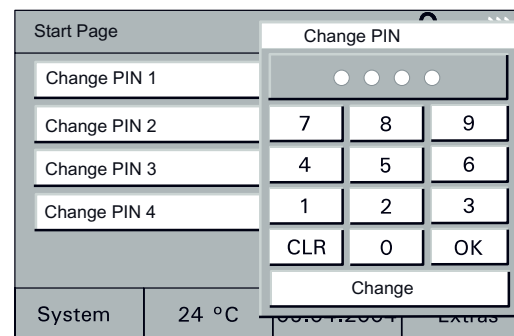 Start Page
Change PIN
Change PIN 1
Change PIN 2
Change PIN 3
Change PIN 4
7 8 9
4 5 6
1 2 3
CLR 0 OK
Change
System 24 °C Extras